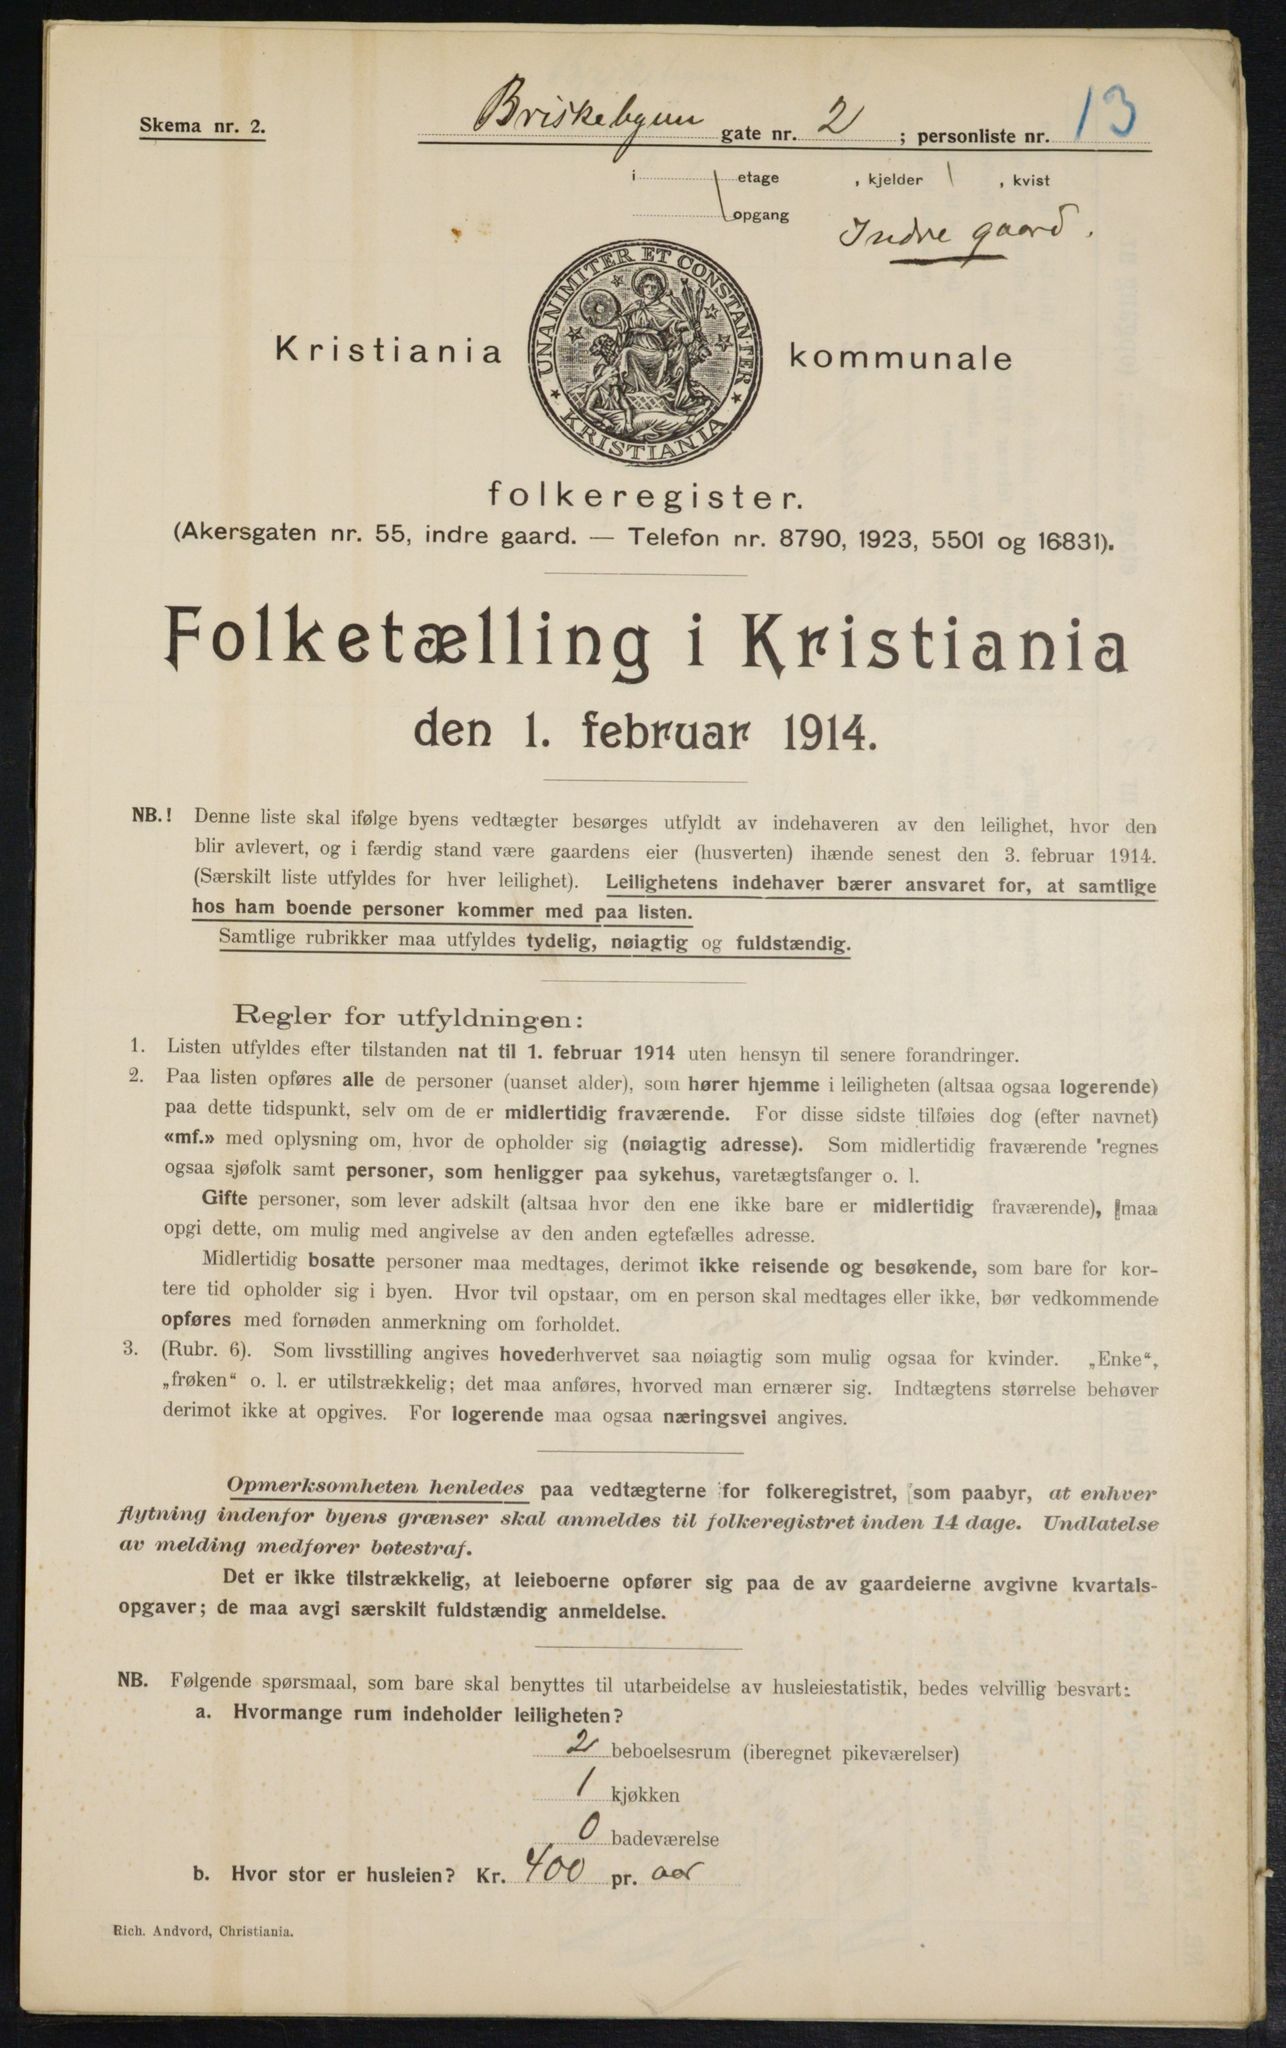 Skema nr. 2.
Briskebyvn gate nr. 2 ; personliste nr. 13
i etage , kjelder 1 , kvist
opgang Indre gaard.
UNANIMITER ET CONSTANTER
KRISTIANIA
Kristiania kommunale
folkeregister.
(Akersgaten nr. 55, indre gaard. — Telefon nr. 8790, 1923, 5501 og 16831).
Folketælling i Kristiania
den 1. februar 1914.
NB.! Denne liste skal ifølge byens vedtægter besørges utfyldt av indehaveren av den leilighet, hvor den
blir avlevert, og i færdig stand være gaardens eier (husverten) ihænde senest den 3. februar 1914.
(Særskilt liste utfyldes for hver leilighet). Leilighetens indehaver bærer ansvaret for, at samtlige
hos ham boende personer kommer med paa listen.
Samtlige rubrikker maa utfyldes tydelig, nøiagtig og fuldstændig.
Regler for utfyldningen:
1. Listen utfyldes efter tilstanden nat til 1. februar 1914 uten hensyn til senere forandringer.
2. Paa listen opføres alle de personer (uanset alder), som hører hjemme i leiligheten (altsaa ogsaa logerende)
paa dette tidspunkt, selv om de er midlertidig fraværende. For disse sidste tilføies dog (efter navnet)
«mf.» med oplysning om, hvor de opholder sig (nøiagtig adresse). Som midlertidig fraværende regnes
ogsaa sjøfolk samt personer, som henligger paa sykehus, varetægtsfanger o. l.
Gifte personer, som lever adskilt (altsaa hvor den ene ikke bare er midlertidig fraværende), maa
opgi dette, om mulig med angivelse av den anden egtefælles adresse.
Midlertidig bosatte personer maa medtages, derimot ikke reisende og besøkende, som bare for kor-
tere tid opholder sig i byen. Hvor tvil opstaar, om en person skal medtages eller ikke, bør vedkommende
opføres med fornøden anmerkning om forholdet.
3. (Rubr. 6). Som livsstilling angives hovederhvervet saa nøiagtig som mulig ogsaa for kvinder. „Enke“,
„frøken“ o. l. er utilstrækkelig; det maa anføres, hvorved man ernærer sig. Indtægtens størrelse behøver
derimot ikke at opgives. For logerende maa ogsaa næringsvei angives.
Opmerksomheten henledes paa vedtægterne for folkeregistret, som paabyr, at enhver
flytning indenfor byens grænser skal anmeldes til folkeregistret inden 14 dage. Undlatelse
av melding medfører bøtestraf.
Det er ikke tilstrækkelig, at leieboerne opfører sig paa de av gaardeierne avgivne kvartals-
opgaver; de maa avgi særskilt fuldstændig anmeldelse.
NB. Følgende spørsmaal, som bare skal benyttes til utarbeidelse av husleiestatistik, bedes velvillig besvart:
a. Hvormange rum indeholder leiligheten?
2 beboelsesrum (iberegnet pikeværelser)
1 kjøkken
0 badeværelse
b. Hvor stor er husleien? Kr. 400 pr. aar
Rich. Andvord, Christiania.